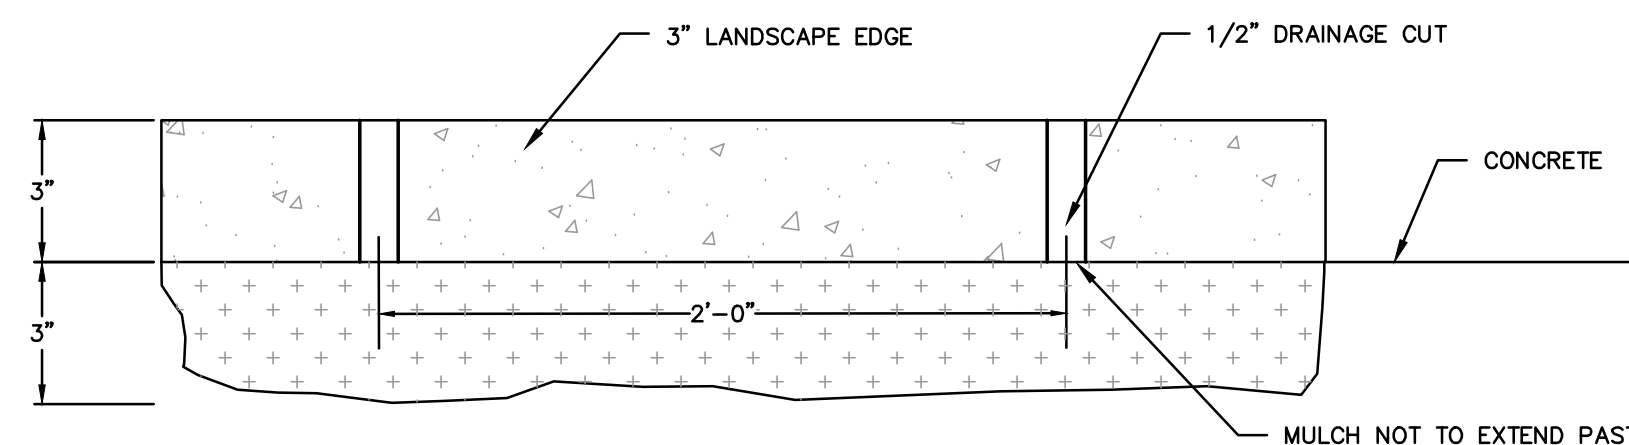 3" LANDSCAPE EDGE
1/2" DRAINAGE CUT
CONCRETE
3"
2'-0"
3"
MULCH NOT TO EXTEND PAST